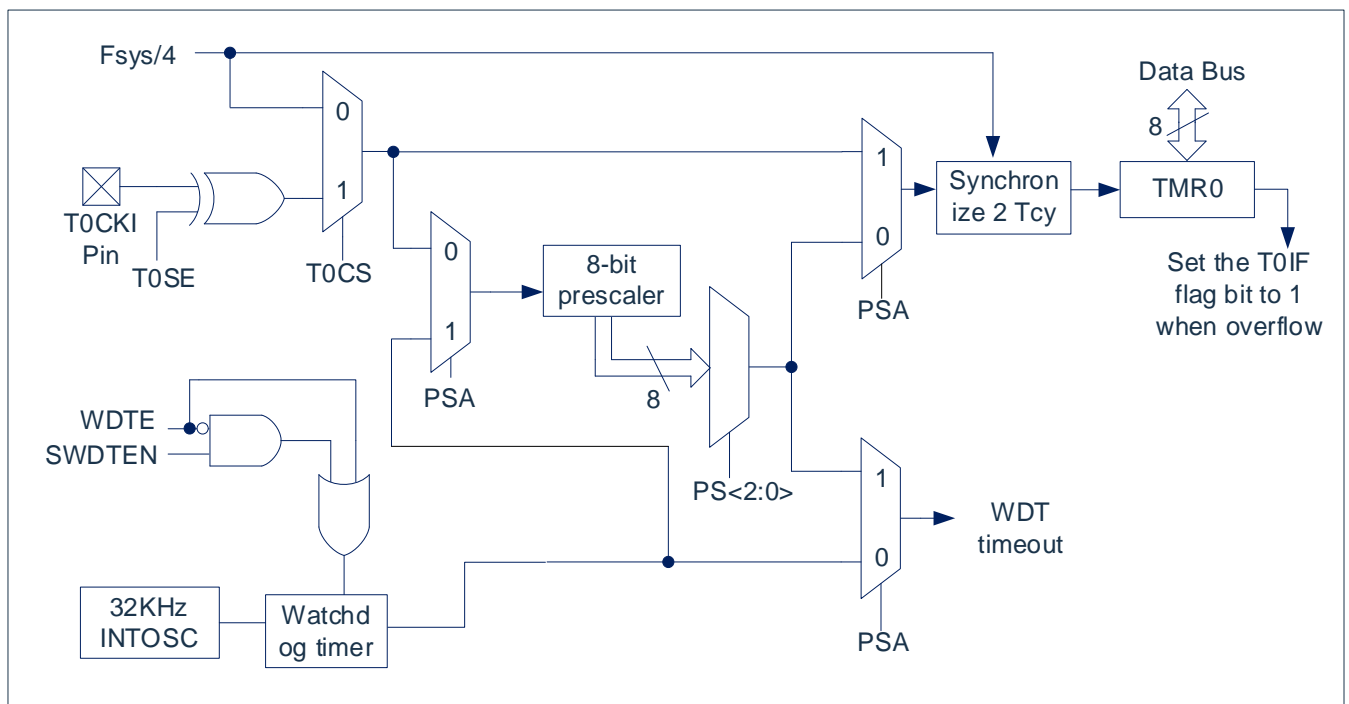 Fsys/4
Data Bus
8
0
1
T0CKI
Pin
T0SE
T0CS
1
0
PSA
Synchron
ize 2 Tcy
TMR0
Set the T0IF
flag bit to 1
when overflow
0
1
PSA
8-bit
prescaler
8
PS<2:0>
WDTE
SWDTEN
1
0
PSA
WDT
timeout
32KHz
INTOSC
Watchd
og timer